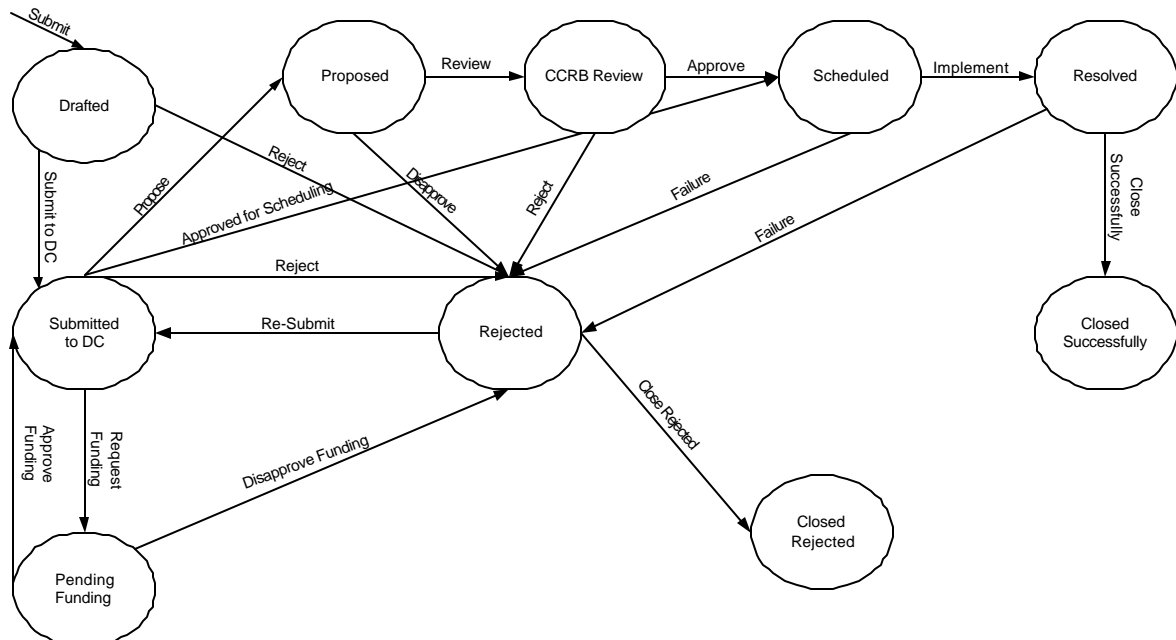 Submit
Drafted
Proposed
Review
CCRB Review
Approve
Scheduled
Implement
Resolved
Submit to DC
Propose
Reject
Approved for Scheduling
Disapprove
Reject
Failure
Failure
Close
Successfully
Reject
Submitted
to DC
Re-Submit
Rejected
Closed
Successfully
Approve
Funding
Request
Funding
Disapprove Funding
Close Rejected
Pending
Funding
Closed
Rejected